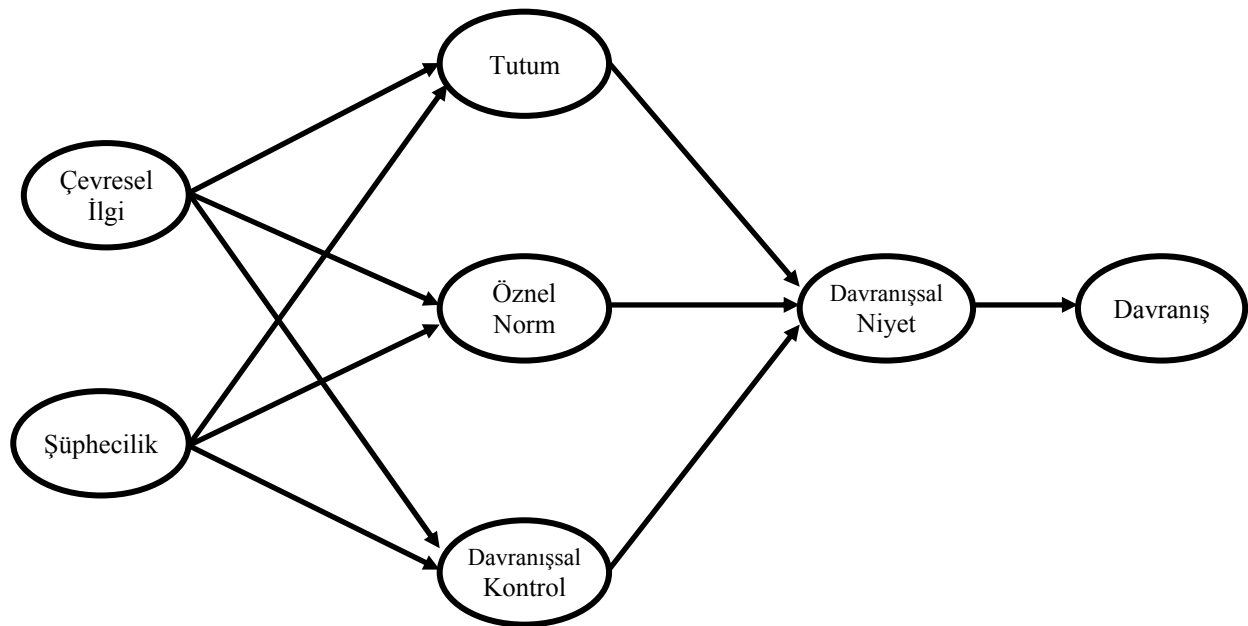 Tutum
Çevresel
İlgi
Öznel
Norm
Davranışsal
Niyet
Davranış
Şüphecilik
Davranışsal
Kontrol